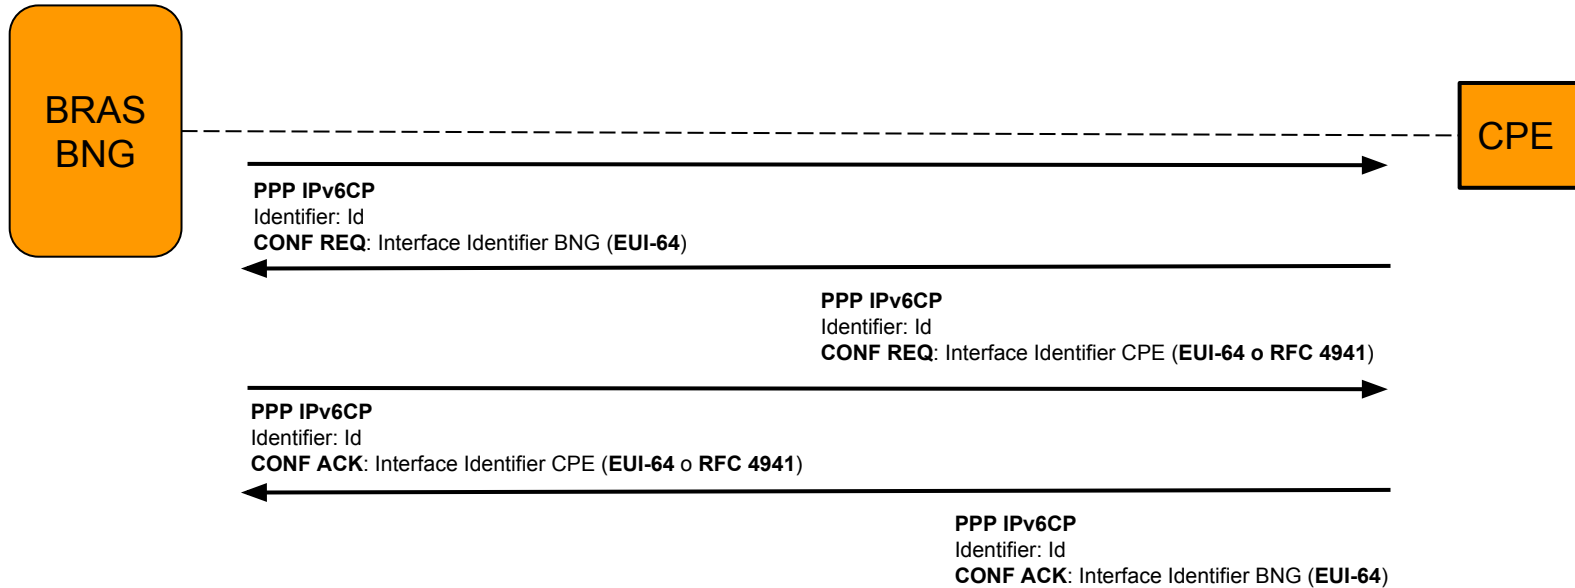 BRAS
BNG
CPE
PPP IPv6CP
Identifier: Id
CONF REQ: Interface Identifier BNG (EUI-64)
PPP IPv6CP
Identifier: Id
CONF REQ: Interface Identifier CPE (EUI-64 o RFC 4941)
PPP IPv6CP
Identifier: Id
CONF ACK: Interface Identifier CPE (EUI-64 o RFC 4941)
PPP IPv6CP
Identifier: Id
CONF ACK: Interface Identifier BNG (EUI-64)